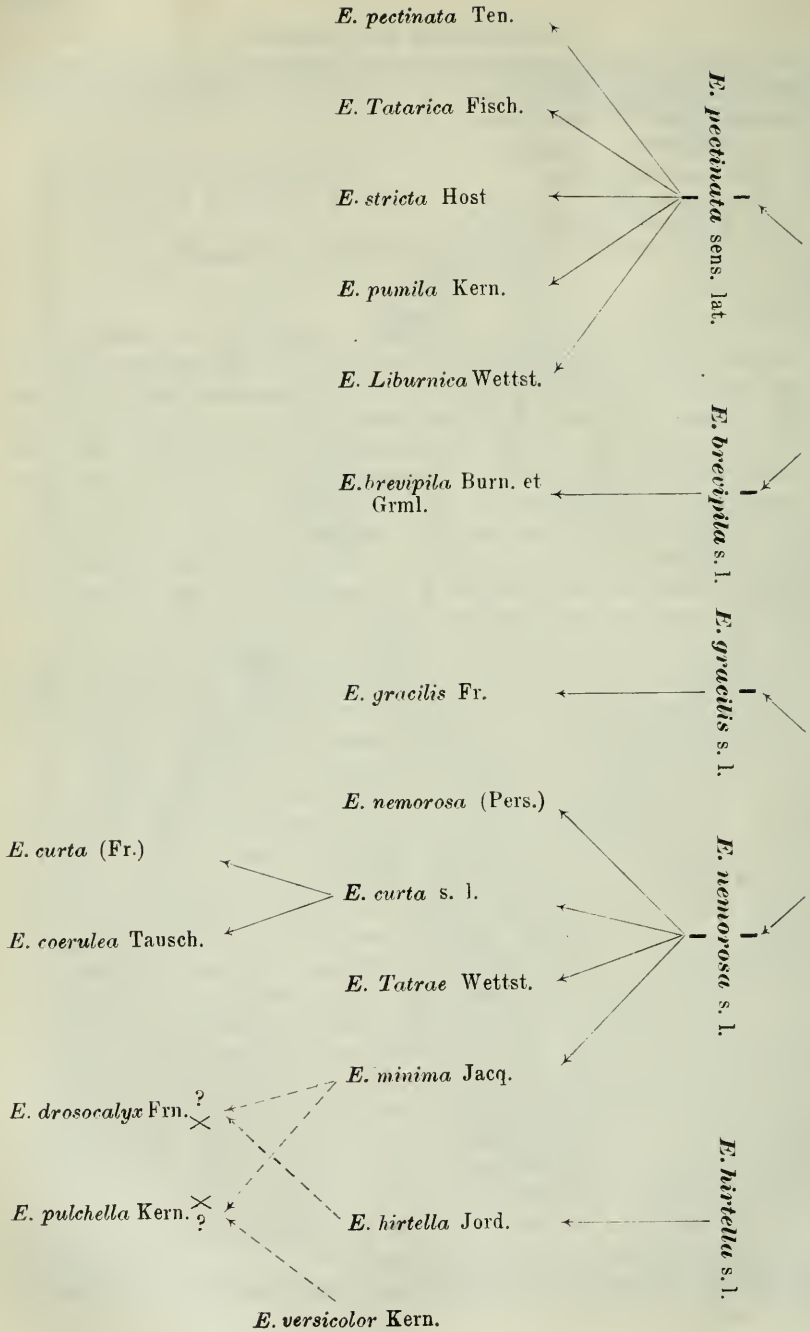 E. pectinata Ten.
E. Tatarica Fisch.
E. stricta Host
E. pumila Kern.
E. Liburnica Wettst.
E. pectinata sens. lat.
E. brevipila Burn. et
Grml.
E. brevipila s. l.
E. gracilis Fr.
E. gracilis s. l.
E. nemorosa (Pers.)
E. curta (Fr.)
E. curta s. l.
E. coerulea Tausch.
E. Tatrae Wettst.
E. nemorosa s. l.
E. minima Jacq.
E. drosocalyx Frn. ?
E. pulchella Kern. ?
E. hirtella Jord.
E. hirtella s. l.
E. versicolor Kern.